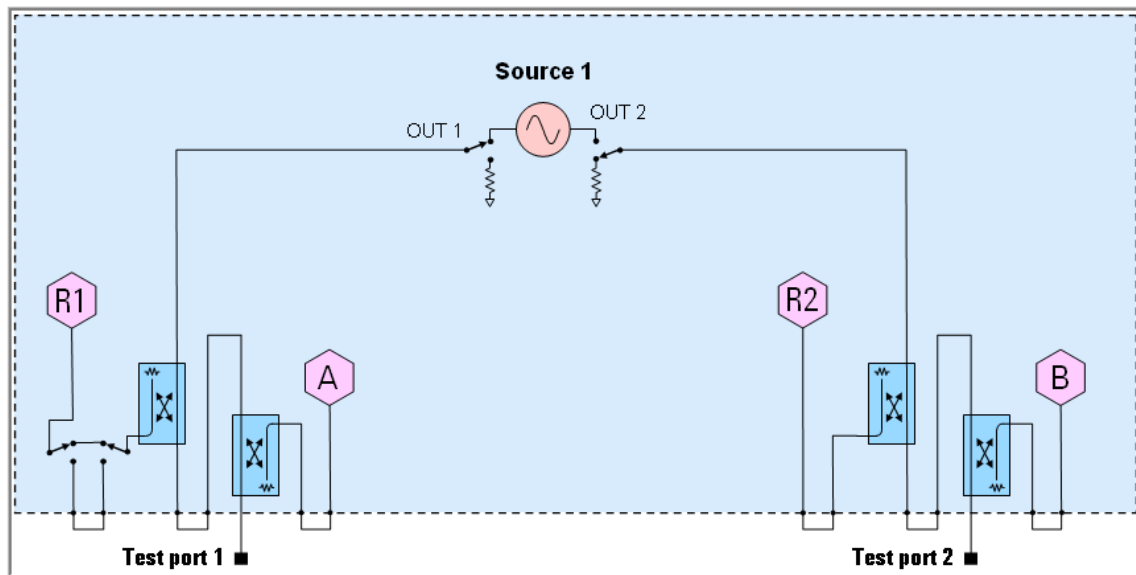 Source 1
OUT 1
OUT 2
R1
R2
A
B
Test port 1
Test port 2